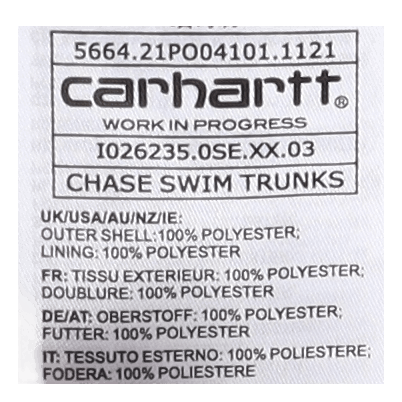 5664.21PO04101.1121
carhartt®
WORK IN PROGRESS
I026235.0SE.XX.03
CHASE SWIM TRUNKS
UK/USA/AU/NZ/IE:
OUTER SHELL:100% POLYESTER;
LINING: 100% POLYESTER
FR: TISSU EXTERIEUR: 100% POLYESTER;
DOUBLURE: 100% POLYESTER
DE/AT: OBERSTOFF: 100% POLYESTER;
FUTTER: 100% POLYESTER
IT: TESSUTO ESTERNO: 100% POLIESTERE;
FODERA: 100% POLIESTERE